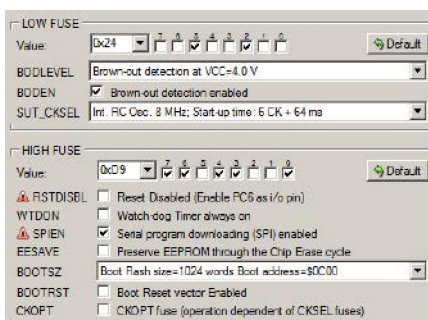 LOW FUSE
Value: 0x24 7 6 5 4 3 2 1 0 Default
BODLEVEL Brown-out detection at VCC=4.0 V
BODEN Brown-out detection enabled
SUT_CKSEL Int. RC Osc. 8 MHz; Start-up time: 6 CK + 64 ms
HIGH FUSE
Value: 0xD9 7 6 5 4 3 2 1 0 Default
RSTDISBL Reset Disabled (Enable PC6 as i/o pin)
WTDON Watch-dog Timer always on
SPIEN Serial program downloading (SPI) enabled
EESAVE Preserve EEPROM through the Chip Erase cycle
BOOTSZ Boot Flash size=1024 words Boot address=$0C00
BOOTRST Boot Reset vector Enabled
CKOPT CKOPT fuse (operation dependent of CKSEL fuses)